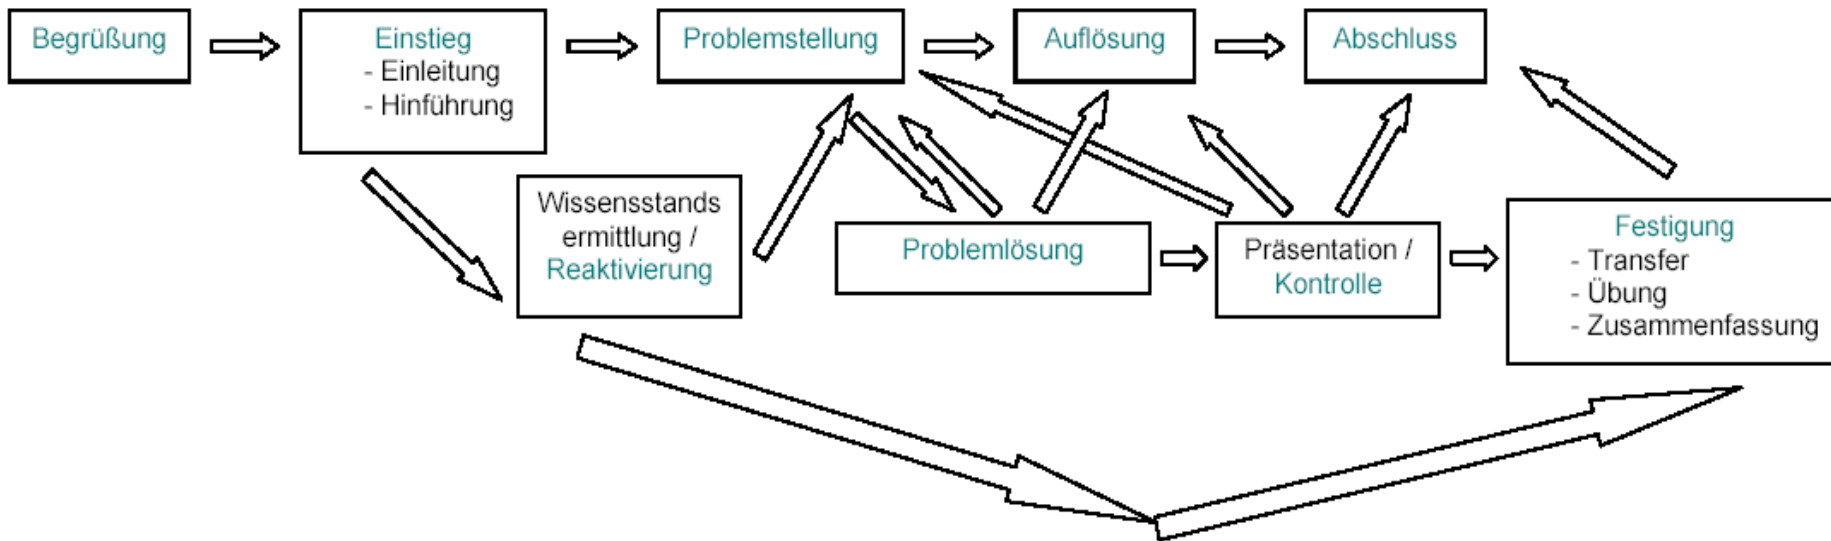 Begrüßung
Einstieg
- Einleitung
- Hinführung
Problemstellung
Auflösung
Abschluss
Wissensstands
ermittlung /
Reaktivierung
Problemlösung
Präsentation /
Kontrolle
Festigung
- Transfer
- Übung
- Zusammenfassung